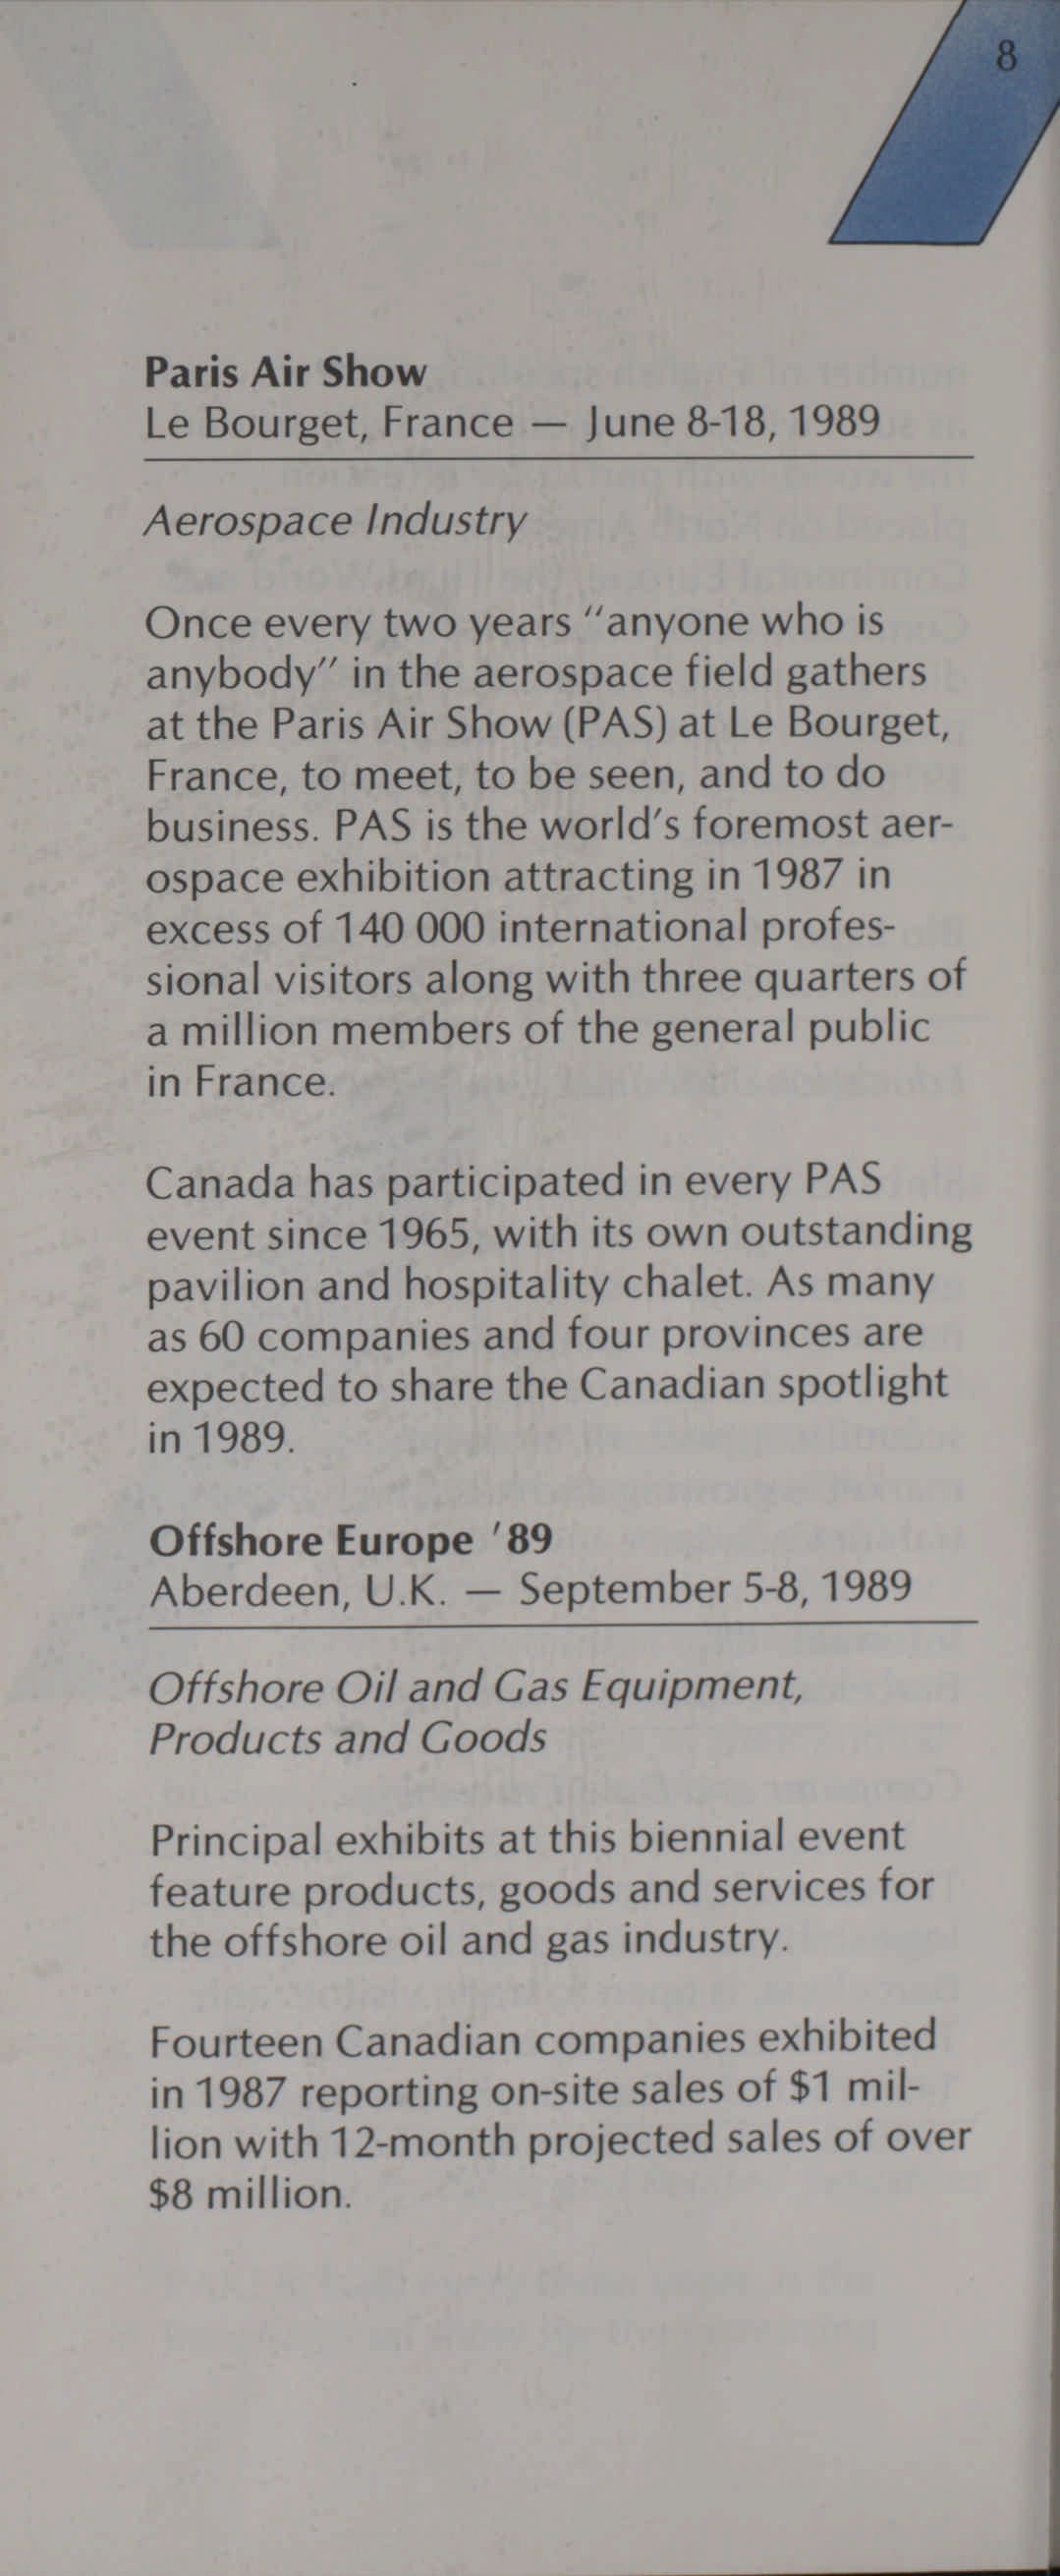 8
Paris Air Show
Le Bourget, France — June 8-18, 1989
Aerospace Industry
Once every two years “anyone who is
anybody” in the aerospace field gathers
at the Paris Air Show (PAS) at Le Bourget,
France, to meet, to be seen, and to do
business. PAS is the world's foremost aer-
ospace exhibition attracting in 1987 in
excess of 140 000 international profes-
sional visitors along with three quarters of
a million members of the general public
in France.
Canada has participated in every PAS
event since 1965, with its own outstanding
pavilion and hospitality chalet. As many
as 60 companies and four provinces are
expected to share the Canadian spotlight
in 1989.
Offshore Europe '89
Aberdeen, U.K. — September 5-8, 1989
Offshore Oil and Gas Equipment,
Products and Goods
Principal exhibits at this biennial event
feature products, goods and services for
the offshore oil and gas industry.
Fourteen Canadian companies exhibited
in 1987 reporting on-site sales of $1 mil-
lion with 12-month projected sales of over
$8 million.